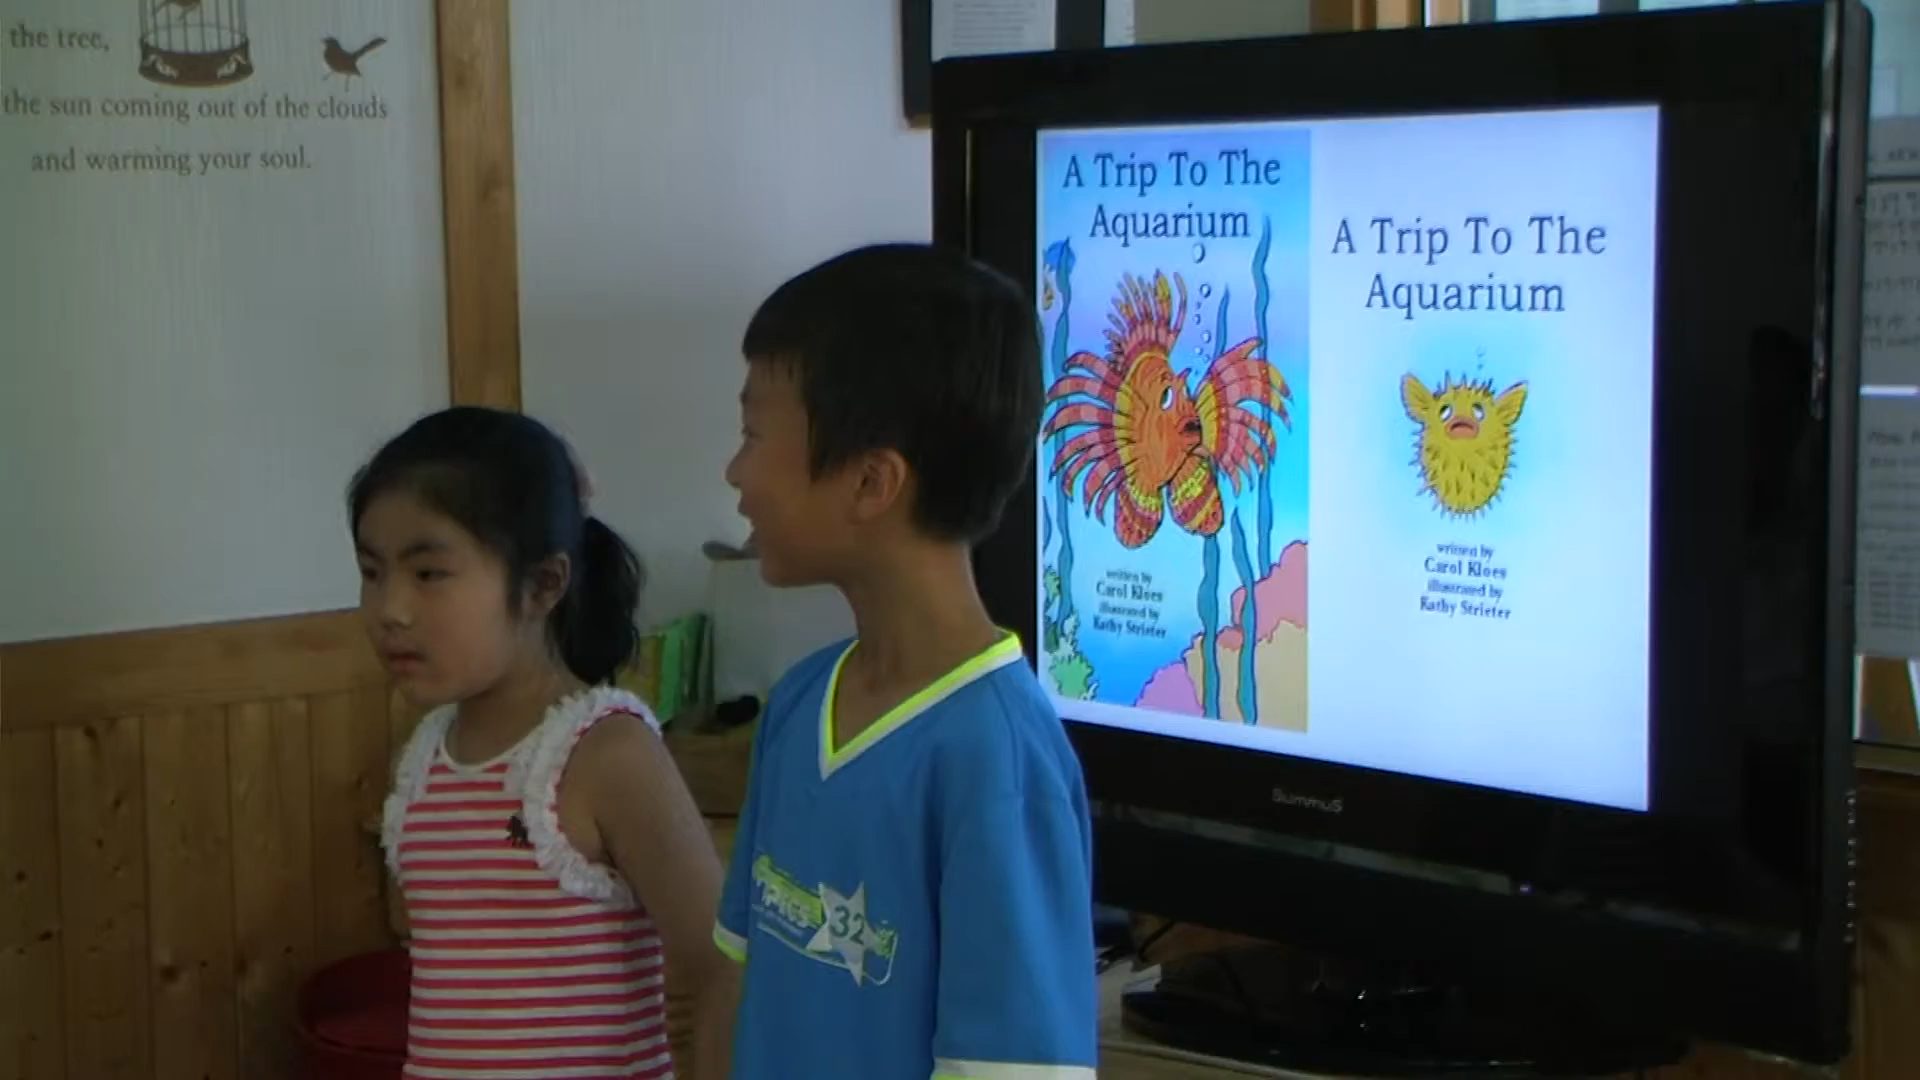 the tree,
the sun coming out of the clouds
and warming your soul.
A Trip To The
Aquarium
written by
Carol Kloes
illustrated by
Kathy Strieter
A Trip To The
Aquarium
written by
Carol Kloes
illustrated by
Kathy Strieter
SummuS
32